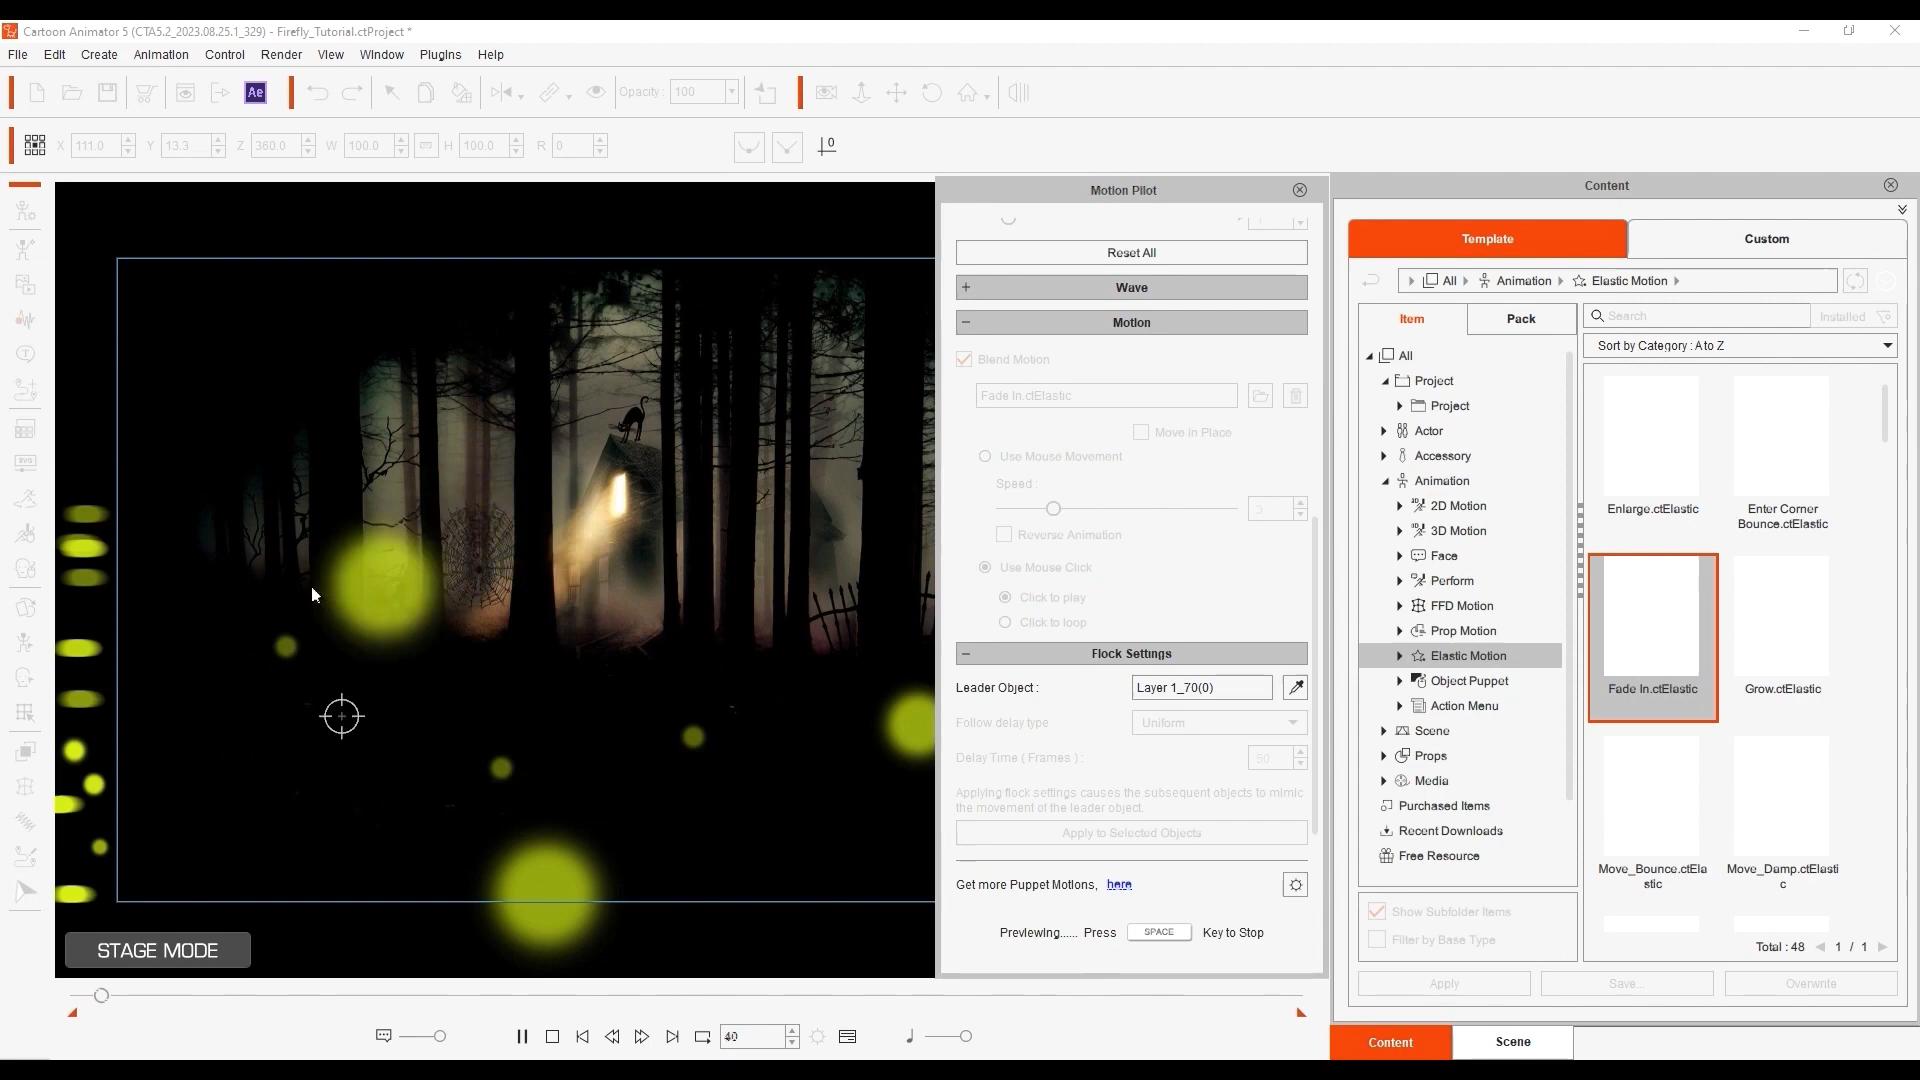 Cartoon Animator 5 (CTA5.2_2023.08.25.1_329) - Firefly_Tutorial.ctProject *
File Edit Create Animation Control Render View Window Plugins Help
Ae
Opacity : 100
X 111.0 Y 13.3 Z 360.0 W 100.0 H 100.0 R 0
0
Motion Pilot
Reset All
+ Wave
- Motion
Blend Motion
Fade In.ctElastic
Move in Place
Use Mouse Movement
Speed :
Reverse Animation
Use Mouse Click
Click to play
Click to loop
- Flock Settings
Leader Object : Layer 1_70(0)
Follow delay type Uniform
Delay Time ( Frames ) : 50
Applying flock settings causes the subsequent objects to mimic
the movement of the leader object.
Apply to Selected Objects
Get more Puppet Motions, here
Previewing...... Press SPACE Key to Stop
STAGE MODE
40
Content
Template Custom
All Animation Elastic Motion
Item Pack
Search Installed
Sort by Category : A to Z
All
Project
Project
Actor
Accessory
Animation
2D Motion
3D Motion
Face
Perform
FFD Motion
Prop Motion
Elastic Motion
Object Puppet
Action Menu
Scene
Props
Media
Purchased Items
Recent Downloads
Free Resource
Show Subfolder Items
Filter by Base Type
Enlarge.ctElastic
Enter Corner
Bounce.ctElastic
Fade In.ctElastic
Grow.ctElastic
Move_Bounce.ctEla
stic
Move_Damp.ctElasti
c
Total : 48 1 / 1
Apply Save... Overwrite
Content Scene